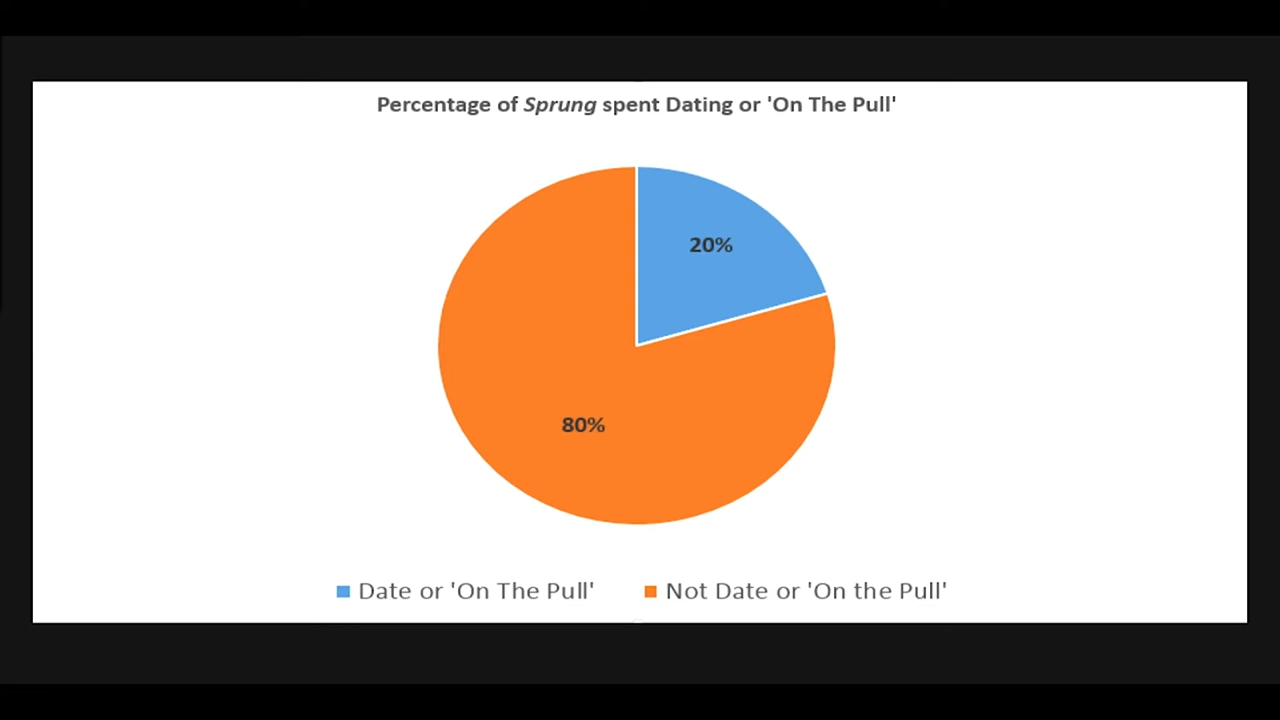 Percentage of Sprung spent Dating or 'On The Pull'
20%
80%
Date or 'On The Pull'
Not Date or 'On the Pull'